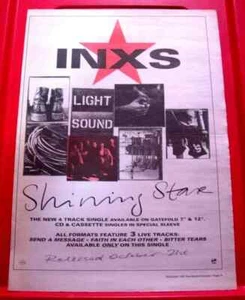 INXS
LIGHT
SOUND
Shining Star
THE NEW 4 TRACK SINGLE AVAILABLE ON GATEFOLD 7" & 12"
CD & CASSETTE SINGLES IN SPECIAL SLEEVE
ALL FORMATS FEATURE 3 LIVE TRACKS:
SEND A MESSAGE · FAITH IN EACH OTHER · BITTER TEARS
AVAILABLE ONLY ON THIS SINGLE
Released October